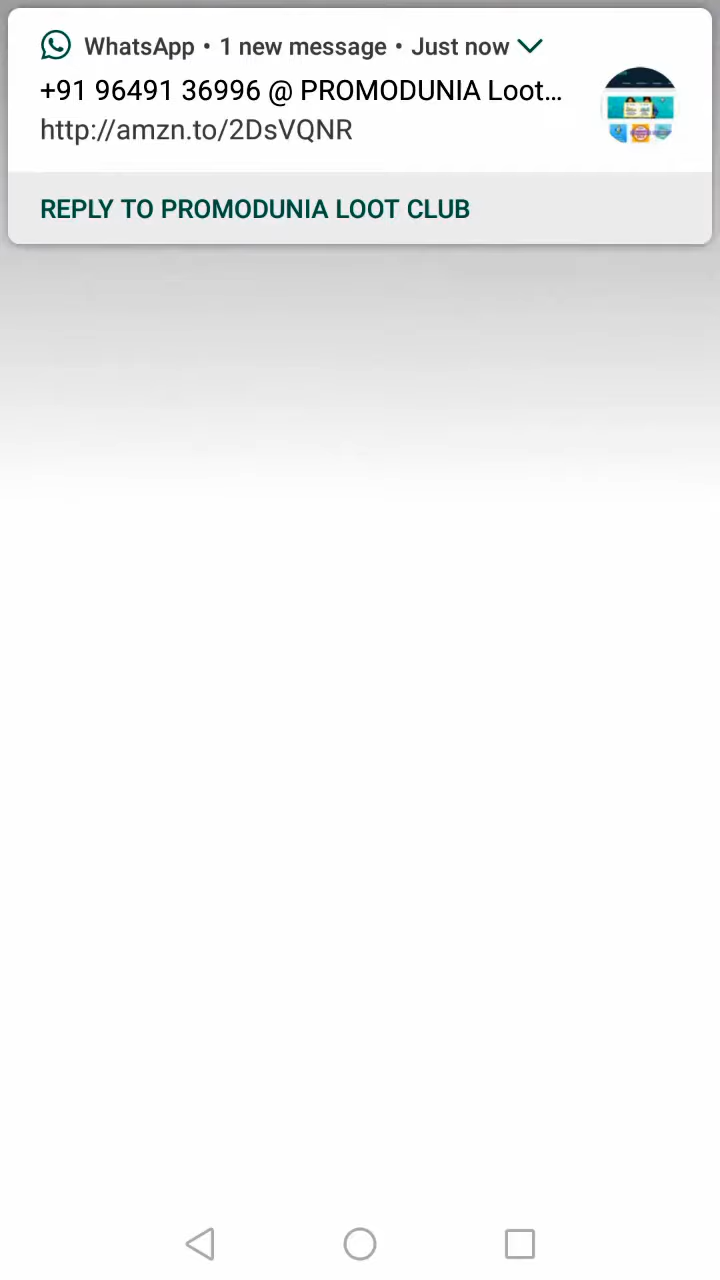 WhatsApp • 1 new message • Just now
+91 96491 36996 @ PROMODUNIA Loot...
http://amzn.to/2DsVQNR
REPLY TO PROMODUNIA LOOT CLUB